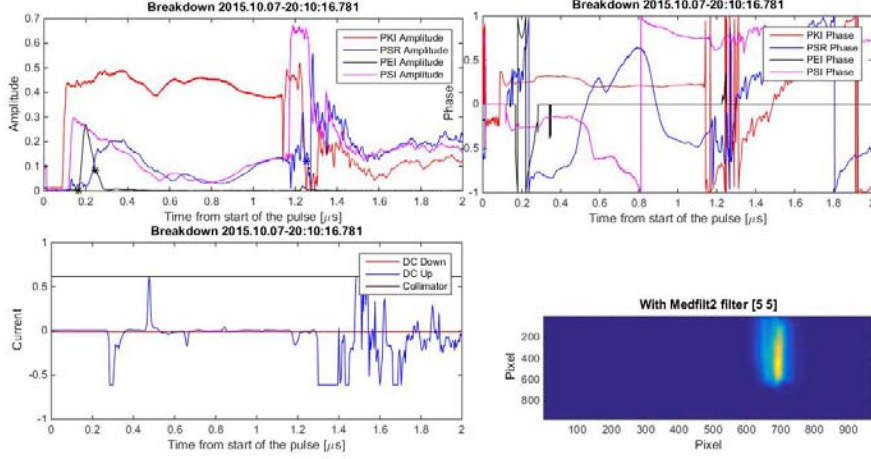 Breakdown 2015.10.07-20:10:16.781
Amplitude
0.7
0.6
0.5
0.4
0.3
0.2
0.1
0
PKI Amplitude
PSR Amplitude
PEI Amplitude
PSI Amplitude
0 0.2 0.4 0.6 0.8 1 1.2 1.4 1.6 1.8 2
Time from start of the pulse [μs]
Breakdown 2015.10.07-20:10:16.781
Phase
1
0.5
0
-0.5
-1
PKI Phase
PSR Phase
PEI Phase
PSI Phase
0 0.2 0.4 0.6 0.8 1 1.2 1.4 1.6 1.8 2
Time from start of the pulse [μs]
Breakdown 2015.10.07-20:10:16.781
Current
1
0.5
0
-0.5
-1
DC Down
DC Up
Collimator
0 0.2 0.4 0.6 0.8 1 1.2 1.4 1.6 1.8 2
Time from start of the pulse [μs]
With Medfilt2 filter [5 5]
Pixel
200
400
600
800
100 200 300 400 500 600 700 800 900
Pixel